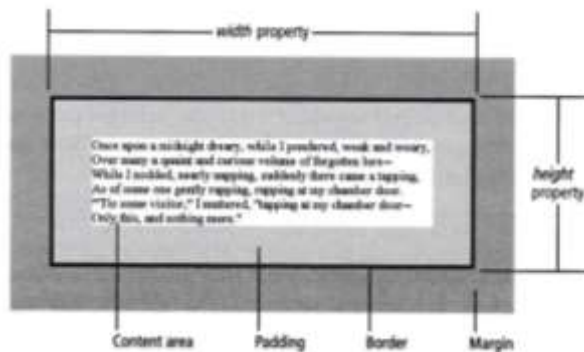 width property
Once upon a midnight dreary, while I pondered, weak and weary,
Over many a quaint and curious volume of forgotten lore—
While I nodded, nearly napping, suddenly there came a tapping,
As of some one gently rapping, rapping at my chamber door.
"'Tis some visitor," I muttered, "tapping at my chamber door—
Only this, and nothing more."
height
property
Content area
Padding
Border
Margin